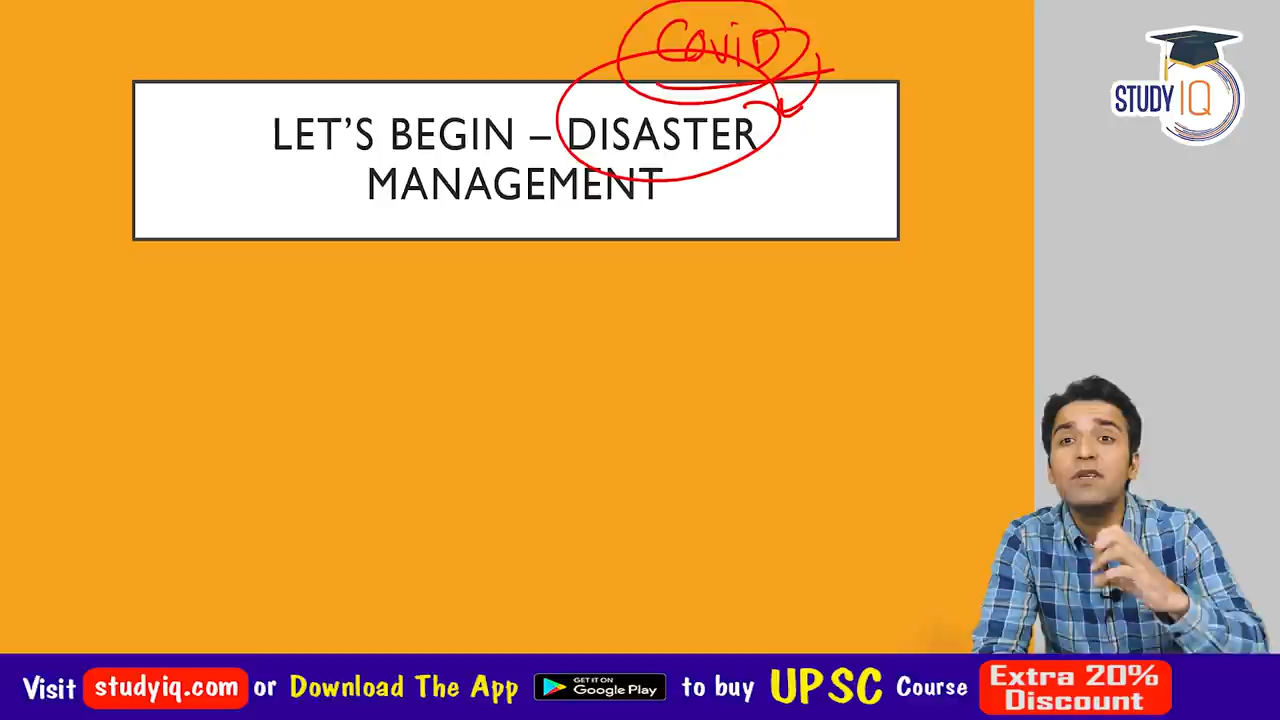 Covid
LET'S BEGIN – DISASTER
MANAGEMENT
STUDY IQ
Visit studyiq.com or Download The App GET IT ON Google Play to buy UPSC Course Extra 20% Discount